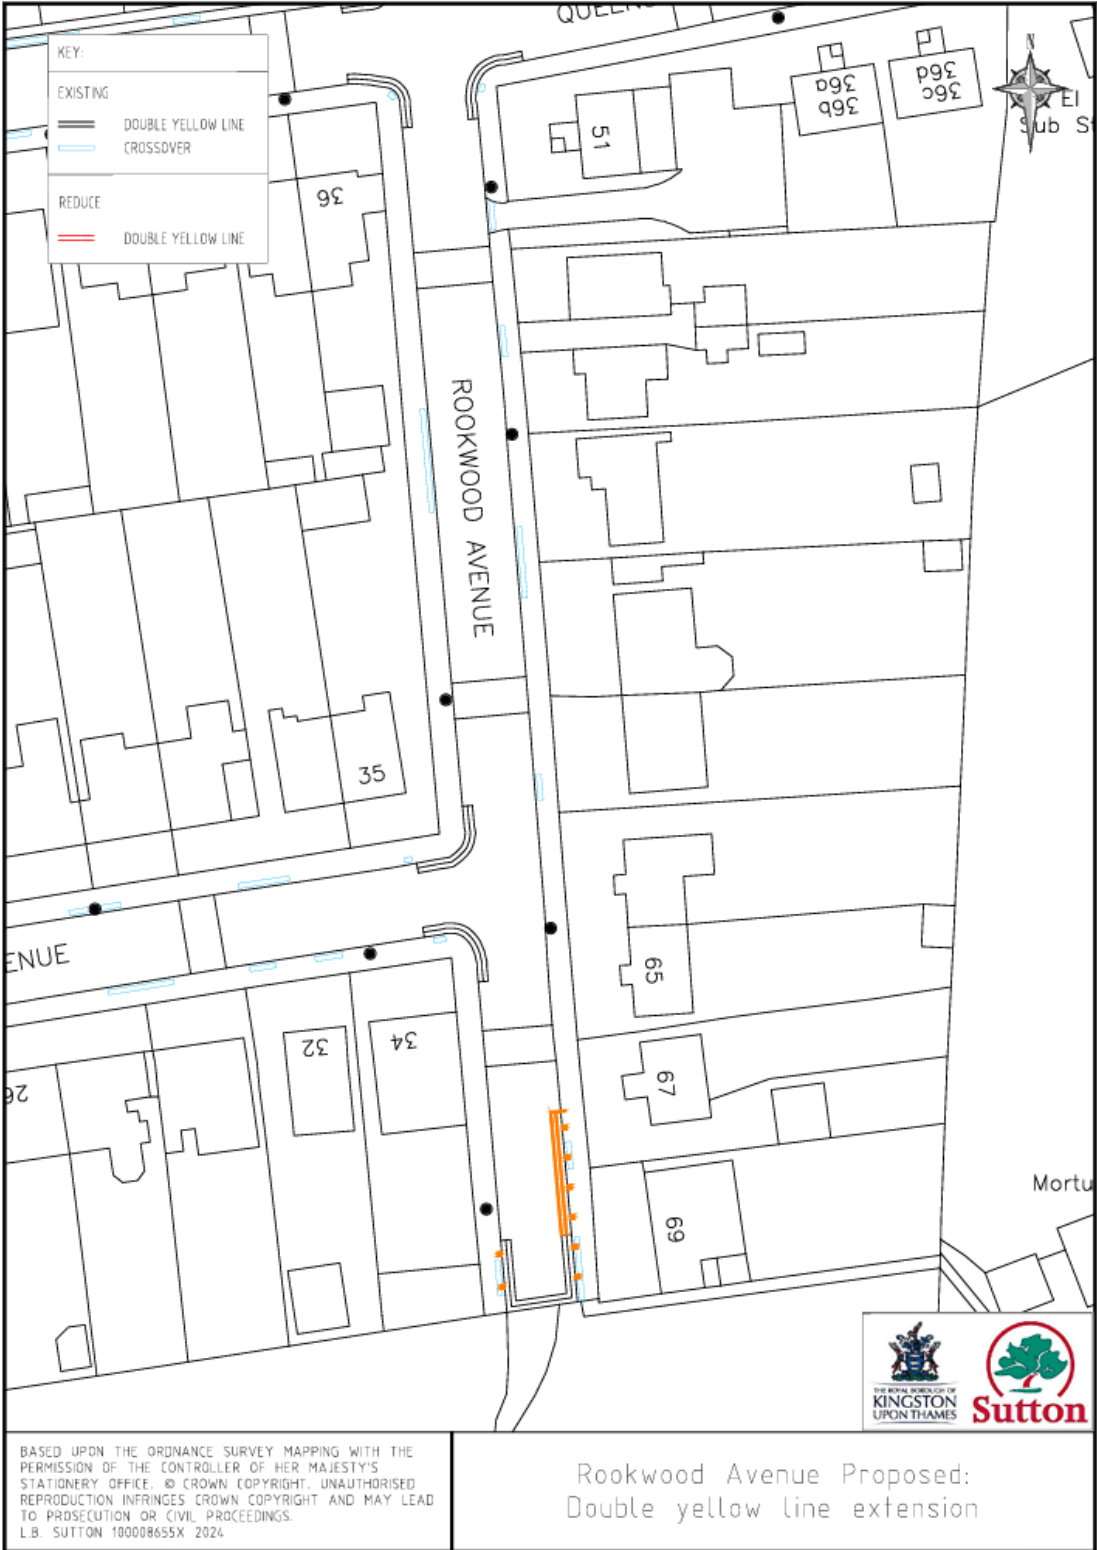 QUEENS
KEY:
EXISTING
DOUBLE YELLOW LINE
CROSSOVER
REDUCE
DOUBLE YELLOW LINE
N
El
Sub St
36a
36b
36d
36c
51
36
ROOKWOOD AVENUE
35
ENUE
65
32
34
67
26
69
Mortu
THE ROYAL BOROUGH OF
KINGSTON
UPON THAMES
Sutton
BASED UPON THE ORDNANCE SURVEY MAPPING WITH THE
PERMISSION OF THE CONTROLLER OF HER MAJESTY'S
STATIONERY OFFICE. © CROWN COPYRIGHT. UNAUTHORISED
REPRODUCTION INFRINGES CROWN COPYRIGHT AND MAY LEAD
TO PROSECUTION OR CIVIL PROCEEDINGS.
L.B. SUTTON 100008655X 2024
Rookwood Avenue Proposed:
Double yellow line extension